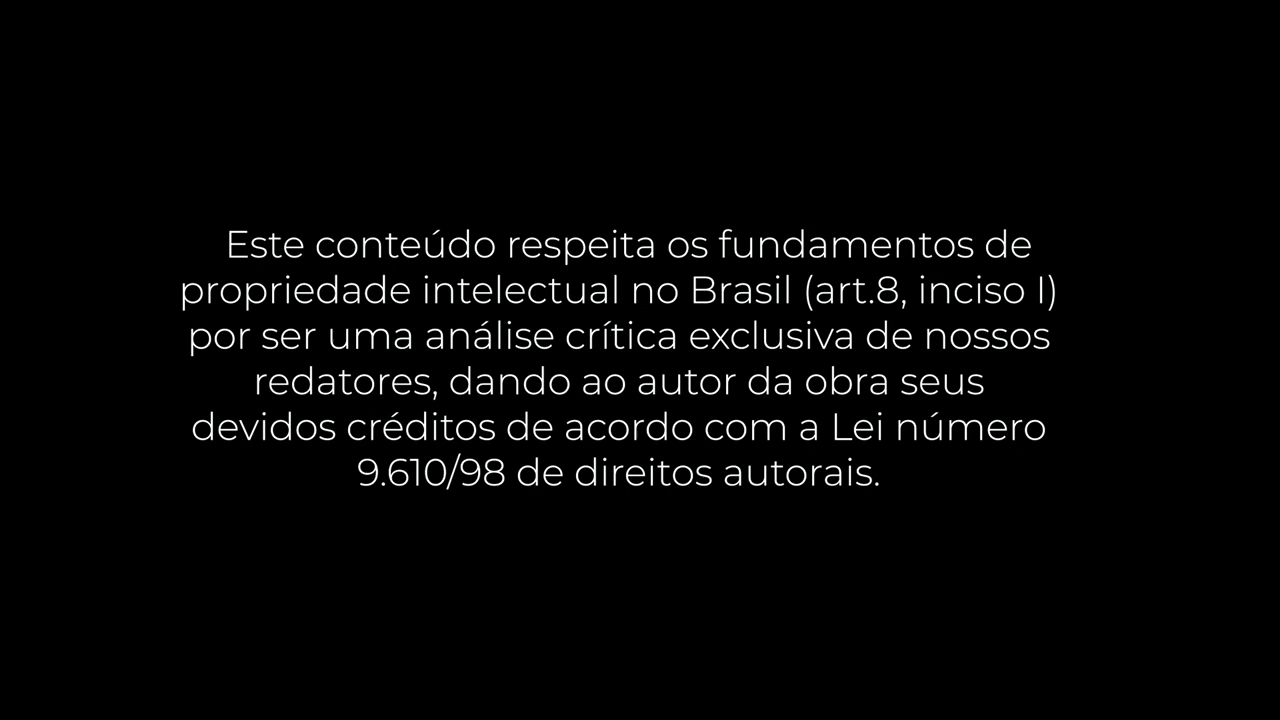 Este conteúdo respeita os fundamentos de
propriedade intelectual no Brasil (art.8, inciso I)
por ser uma análise crítica exclusiva de nossos
redatores, dando ao autor da obra seus
devidos créditos de acordo com a Lei número
9.610/98 de direitos autorais.